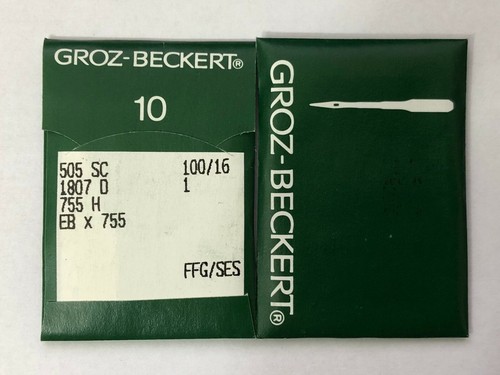 GROZ-BECKERT®
10
505 SC 100/16
1807 D 1
755 H
EB x 755
FFG/SES
GROZ-BECKERT®